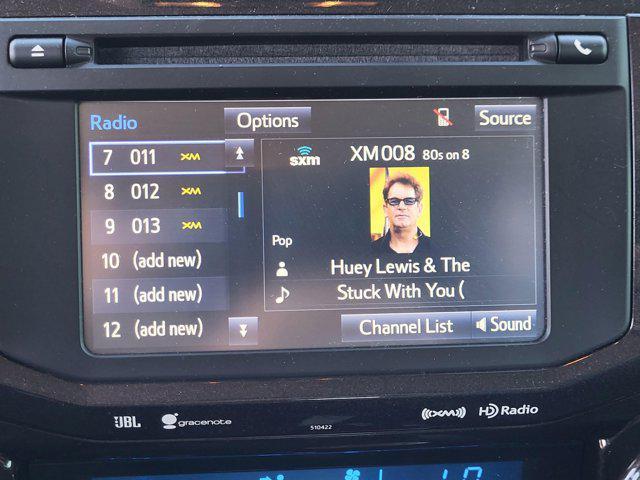 Radio
Options
Source
7 011 XM
8 012 XM
9 013 XM
10 (add new)
11 (add new)
12 (add new)
sxm
XM008 80s on 8
Pop
Huey Lewis & The
Stuck With You (
Channel List
Sound
JBL
gracenote
510422
((XM))
HD Radio